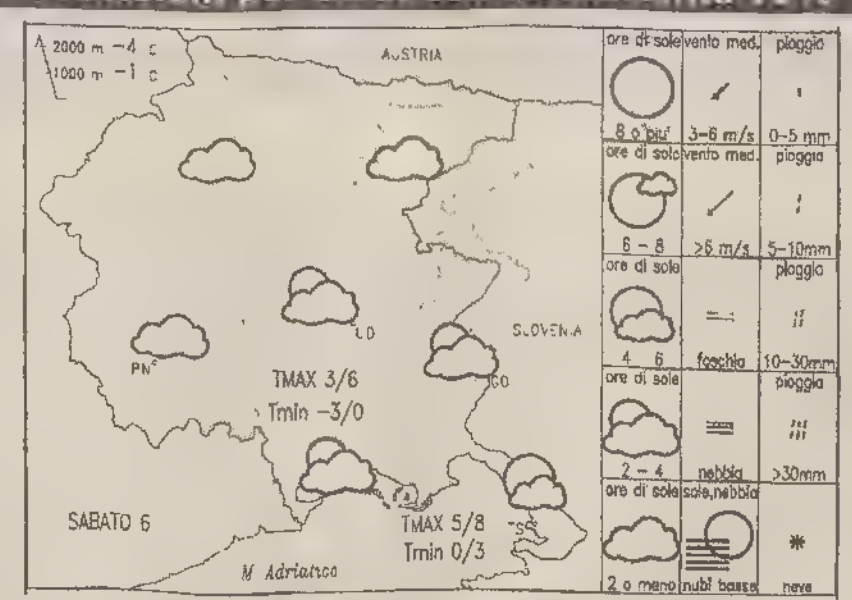 2000 m -4 c
1000 m -1 c
AUSTRIA
UD
SLOVENIA
PN
GO
TMAX 3/6
Tmin -3/0
SABATO 6
TMAX 5/8
Tmin 0/3
TS
M Adriatico
ore di sole vento med. pioggia
8 o piu' 3-6 m/s 0-5 mm
ore di sole vento med. pioggia
6 - 8 >6 m/s 5-10mm
ore di sole pioggia
4 6 foschia 10-30mm
ore di sole pioggia
2 - 4 nebbia >30mm
ore di sole sole,nebbia
2 o meno nubi basse neve